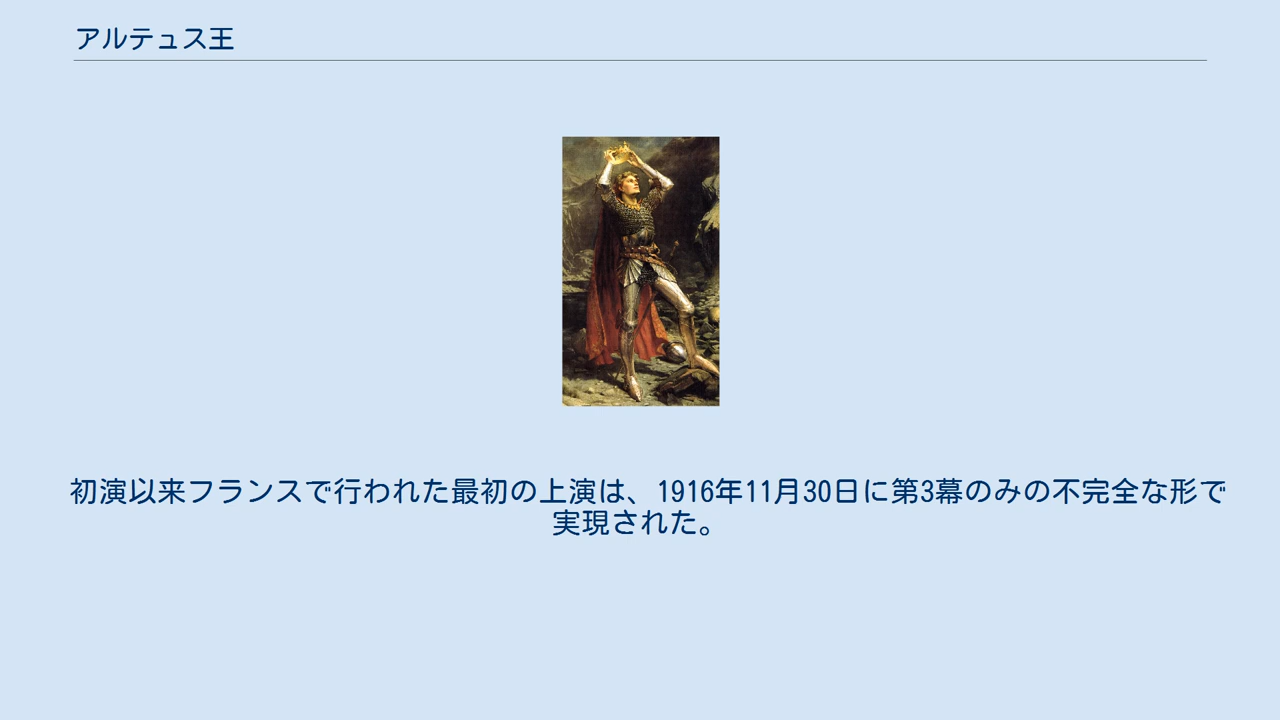 アルテュス王
初演以来フランスで行われた最初の上演は、1916年11月30日に第3幕のみの不完全な形で
実現された。